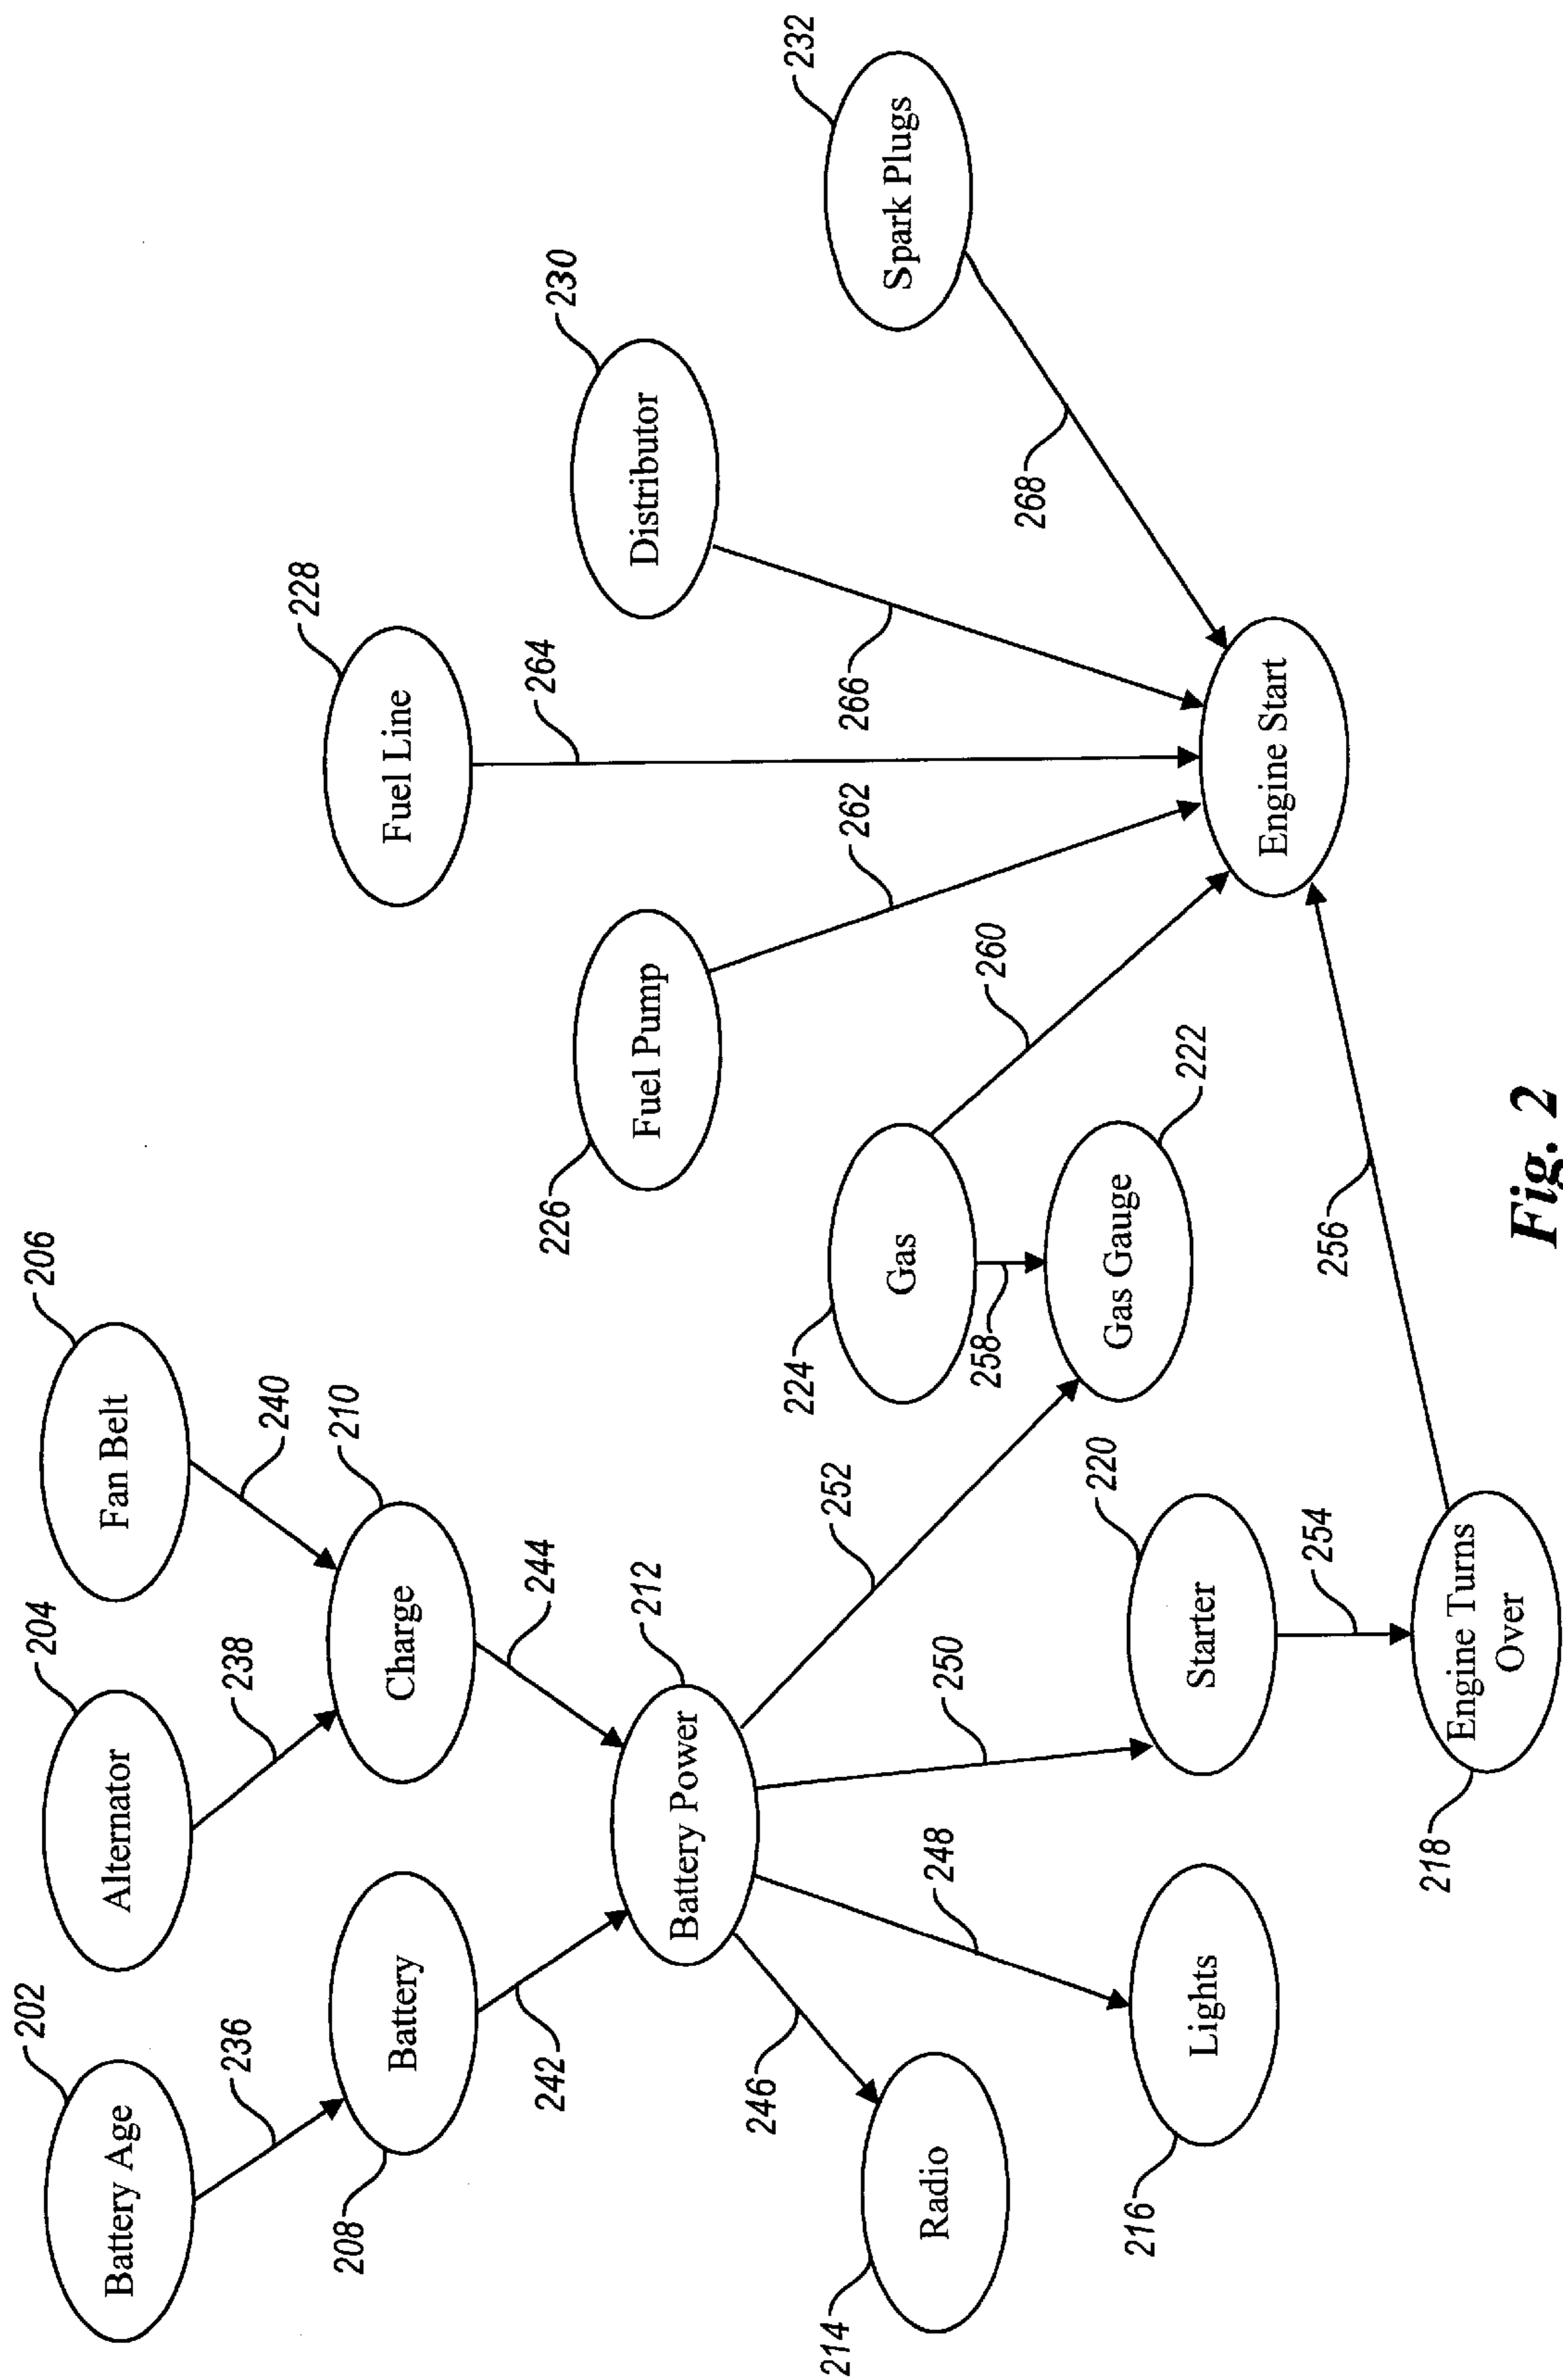 202
204
206
Battery Age
Alternator
Fan Belt
236
238
240
208
210
Battery
Charge
228
Fuel Line
242
244
264
226
230
Fuel Pump
Distributor
212
Battery Power
246
252
262
266
232
Spark Plugs
214
Radio
248
250
224
Gas
258
260
268
216
220
222
Lights
Starter
Gas Gauge
Engine Start
254
256
218
Engine Turns
Over
Fig. 2